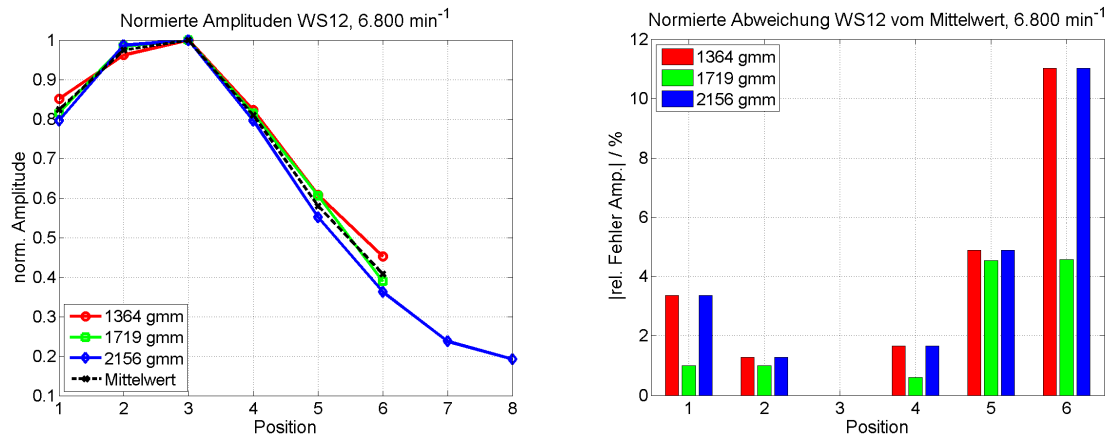 Normierte Amplituden WS12, 6.800 min⁻¹
norm. Amplitude
1
0.9
0.8
0.7
0.6
0.5
0.4
0.3
0.2
0.1
1364 gmm
1719 gmm
2156 gmm
Mittelwert
1 2 3 4 5 6 7 8
Position
Normierte Abweichung WS12 vom Mittelwert, 6.800 min⁻¹
|rel. Fehler Amp.| / %
12
10
8
6
4
2
0
1364 gmm
1719 gmm
2156 gmm
1 2 3 4 5 6
Position